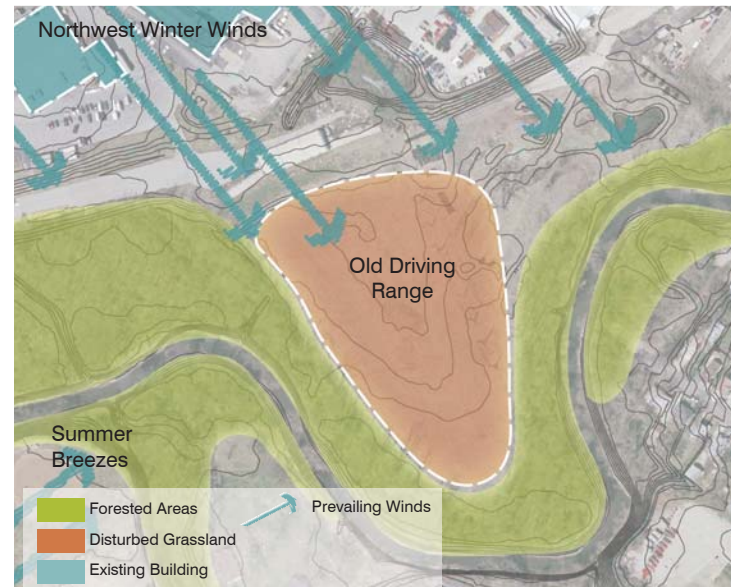 Northwest Winter Winds
Old Driving
Range
Summer
Breezes
Forested Areas
Prevailing Winds
Disturbed Grassland
Existing Building